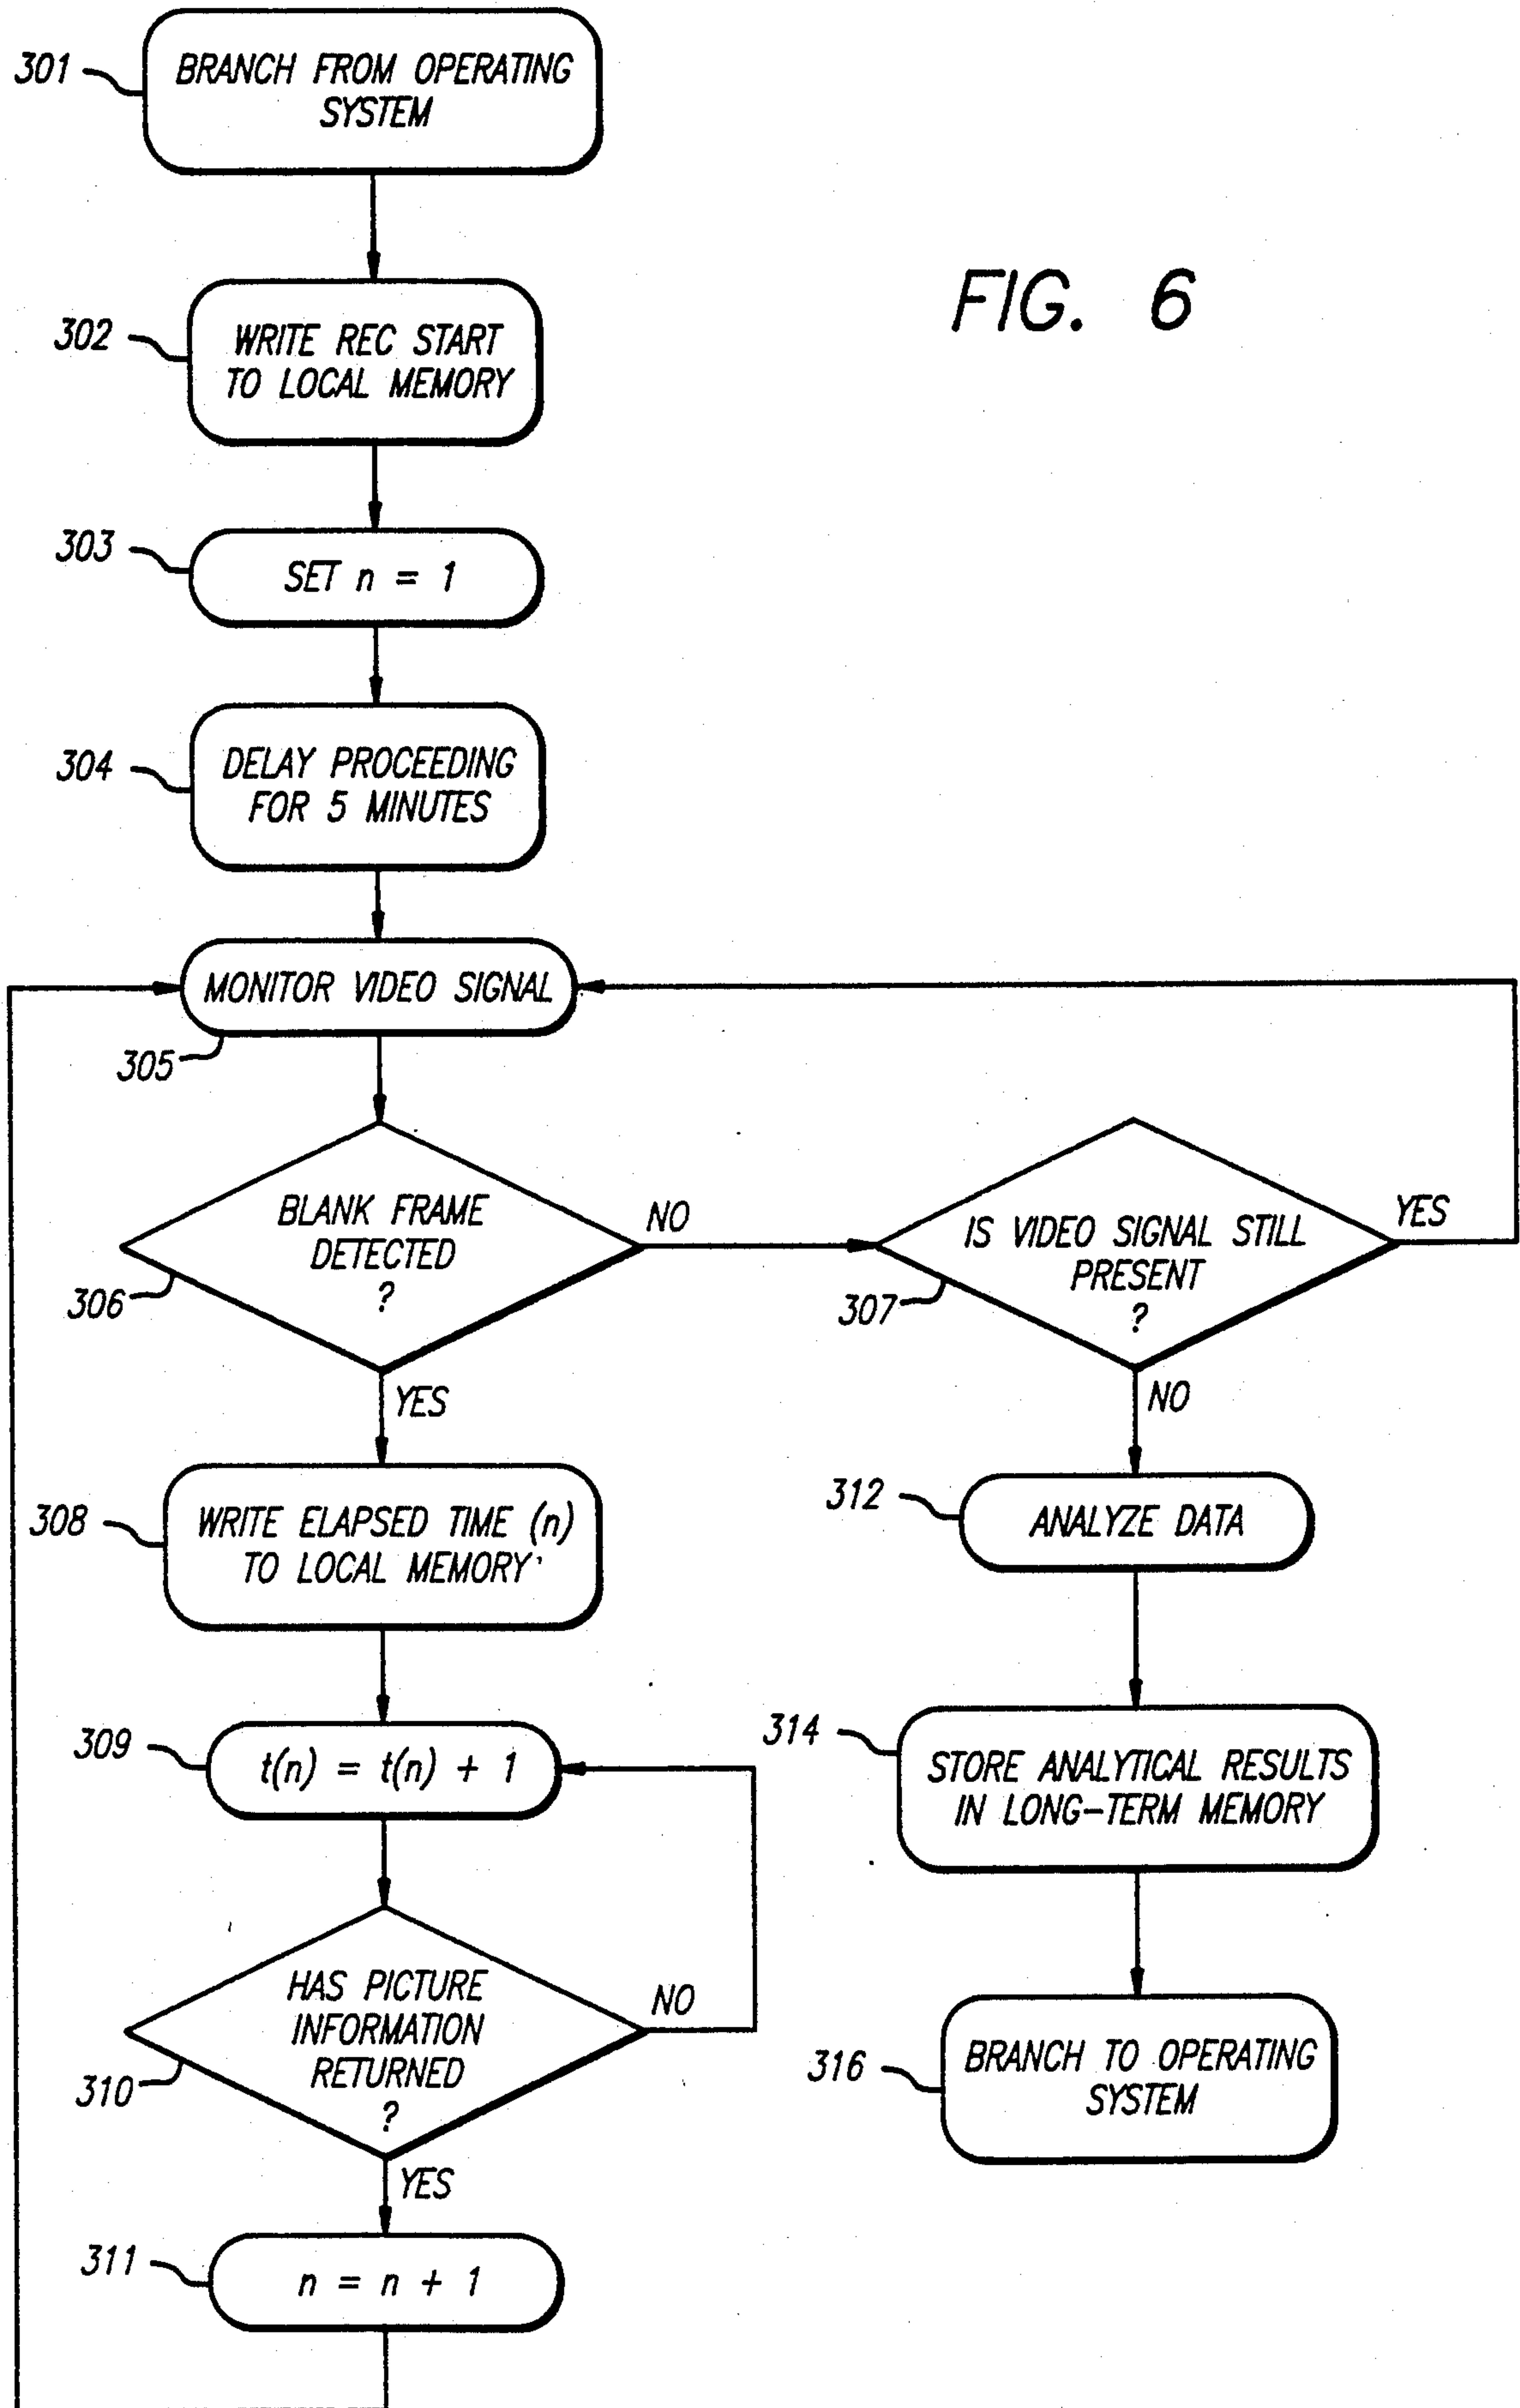 301
BRANCH FROM OPERATING
SYSTEM
FIG. 6
302
WRITE REC START
TO LOCAL MEMORY
303
SET n = 1
304
DELAY PROCEEDING
FOR 5 MINUTES
MONITOR VIDEO SIGNAL
305
BLANK FRAME
DETECTED
?
306
NO
IS VIDEO SIGNAL STILL
PRESENT
?
307
YES
YES
NO
308
WRITE ELAPSED TIME (n)
TO LOCAL MEMORY
312
ANALYZE DATA
309
t(n) = t(n) + 1
314
STORE ANALYTICAL RESULTS
IN LONG-TERM MEMORY
HAS PICTURE
INFORMATION
RETURNED
?
310
NO
316
BRANCH TO OPERATING
SYSTEM
YES
311
n = n + 1